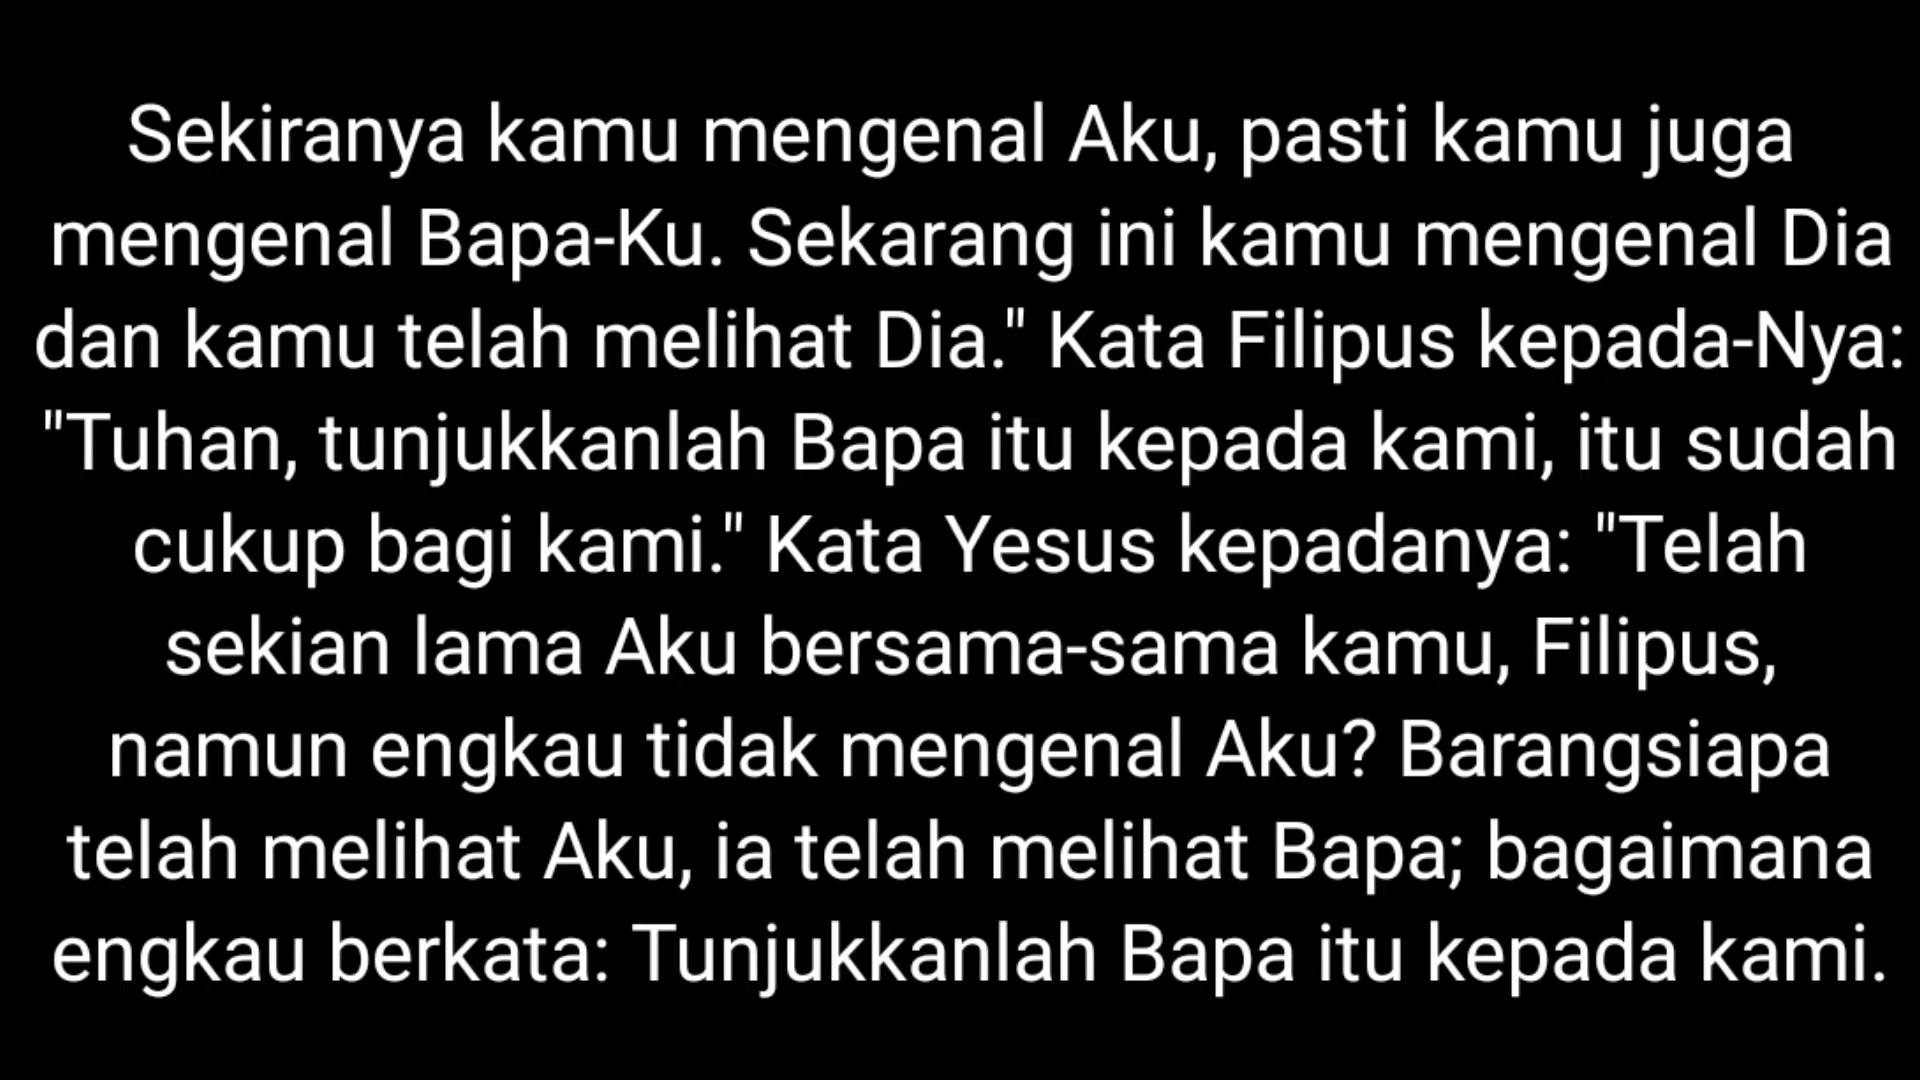 Sekiranya kamu mengenal Aku, pasti kamu juga
mengenal Bapa-Ku. Sekarang ini kamu mengenal Dia
dan kamu telah melihat Dia." Kata Filipus kepada-Nya:
"Tuhan, tunjukkanlah Bapa itu kepada kami, itu sudah
cukup bagi kami." Kata Yesus kepadanya: "Telah
sekian lama Aku bersama-sama kamu, Filipus,
namun engkau tidak mengenal Aku? Barangsiapa
telah melihat Aku, ia telah melihat Bapa; bagaimana
engkau berkata: Tunjukkanlah Bapa itu kepada kami.